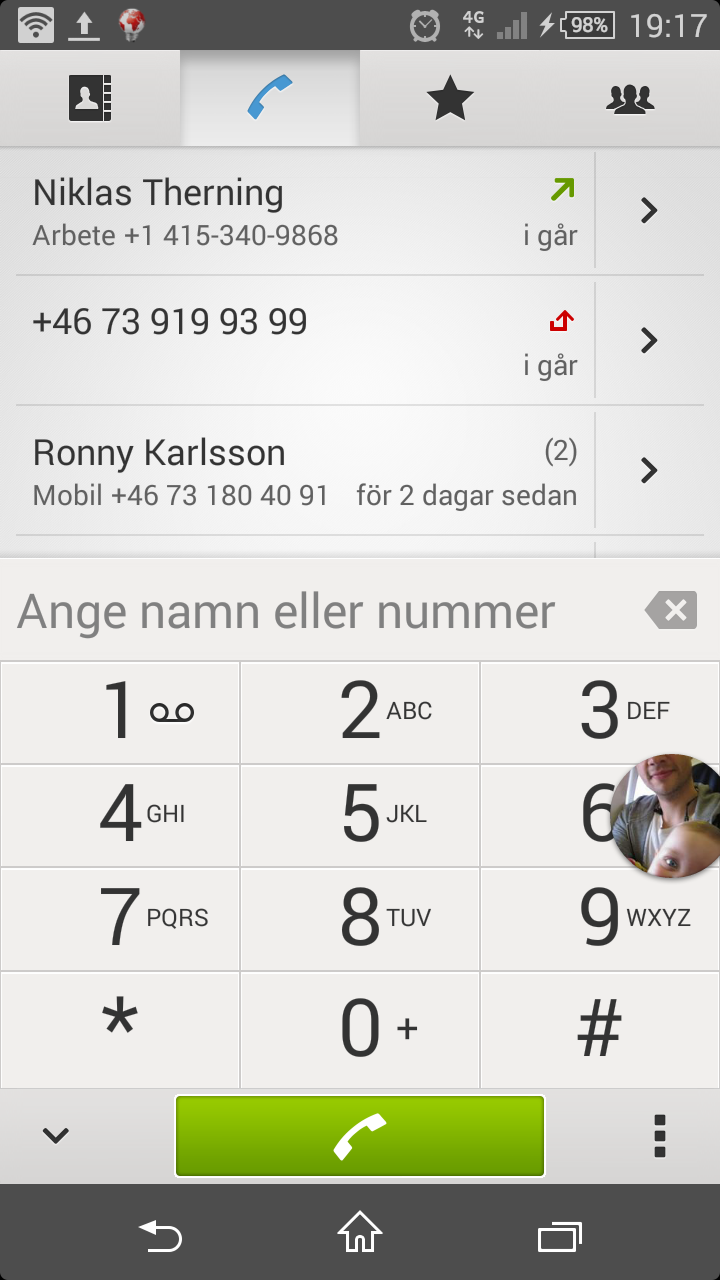 4G 98% 19:17
Niklas Therning
Arbete +1 415-340-9868 i går
+46 73 919 93 99
i går
Ronny Karlsson (2)
Mobil +46 73 180 40 91 för 2 dagar sedan
Ange namn eller nummer
1 2 ABC 3 DEF
4 GHI 5 JKL 6
7 PQRS 8 TUV 9 WXYZ
* 0 + #